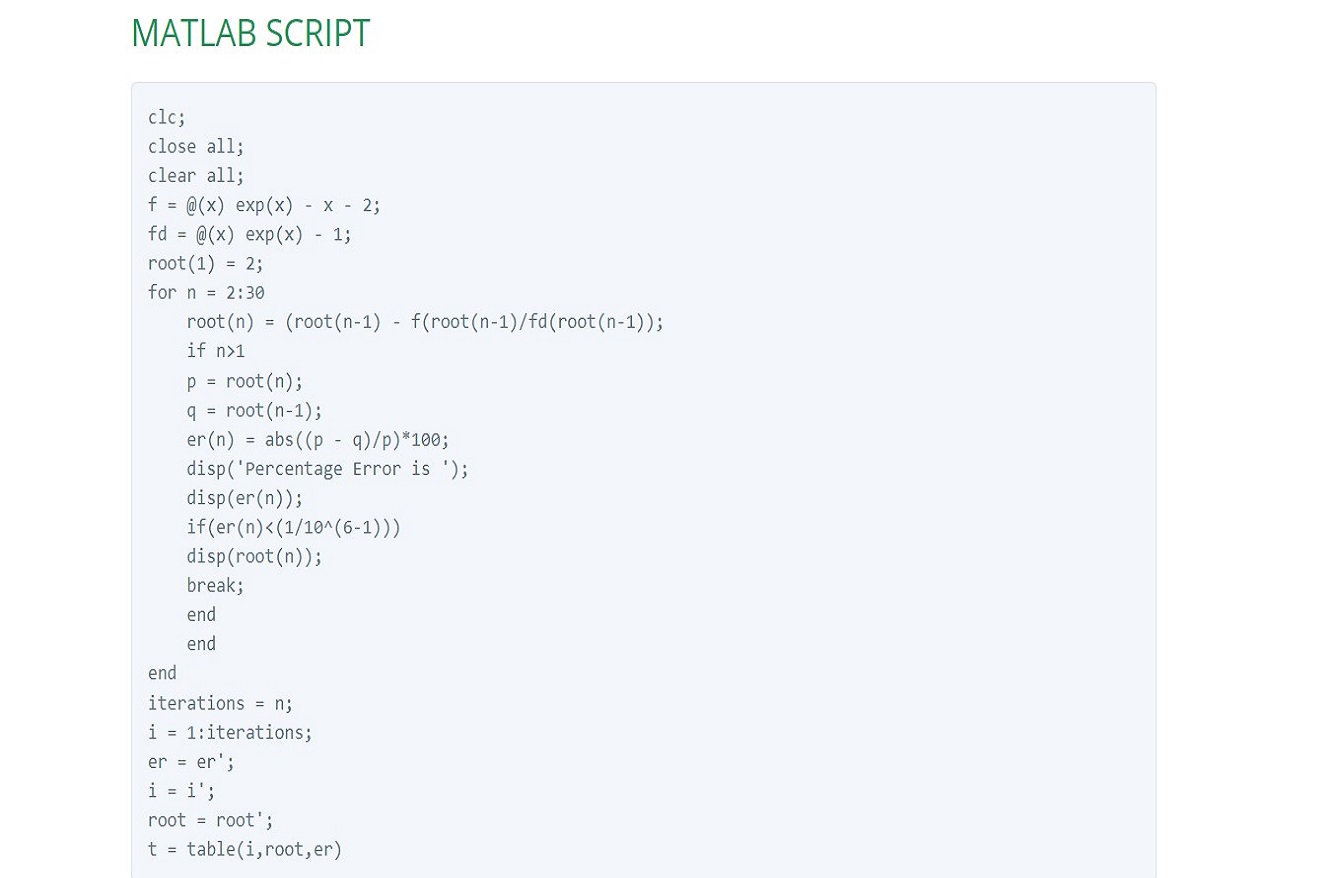 MATLAB SCRIPT
clc;
close all;
clear all;
f = @(x) exp(x) - x - 2;
fd = @(x) exp(x) - 1;
root(1) = 2;
for n = 2:30
    root(n) = (root(n-1) - f(root(n-1)/fd(root(n-1));
    if n>1
    p = root(n);
    q = root(n-1);
    er(n) = abs((p - q)/p)*100;
    disp('Percentage Error is ');
    disp(er(n));
    if(er(n)<(1/10^(6-1)))
    disp(root(n));
    break;
    end
    end
end
iterations = n;
i = 1:iterations;
er = er';
i = i';
root = root';
t = table(i,root,er)